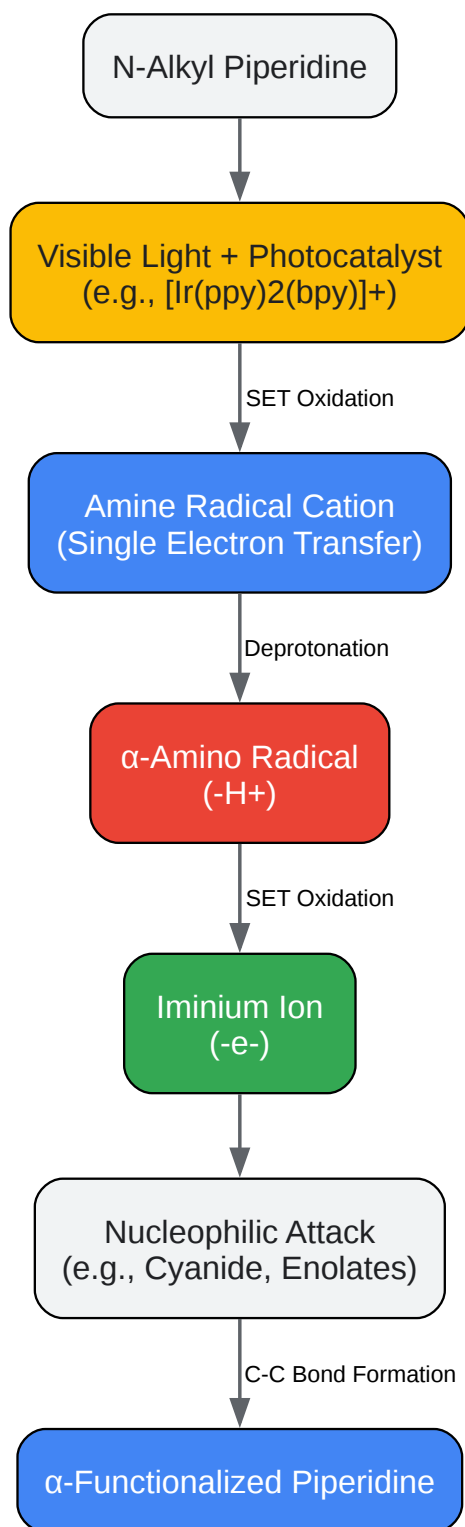 N-Alkyl Piperidine
Visible Light + Photocatalyst
(e.g., [Ir(ppy)2(bpy)]+)
SET Oxidation
Amine Radical Cation
(Single Electron Transfer)
Deprotonation
α-Amino Radical
(-H+)
SET Oxidation
Iminium Ion
(-e-)
Nucleophilic Attack
(e.g., Cyanide, Enolates)
C-C Bond Formation
α-Functionalized Piperidine